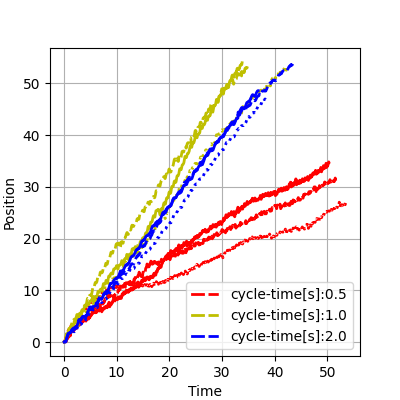 50
40
30
20
10
0
Position
0 10 20 30 40 50
Time
cycle-time[s]:0.5
cycle-time[s]:1.0
cycle-time[s]:2.0